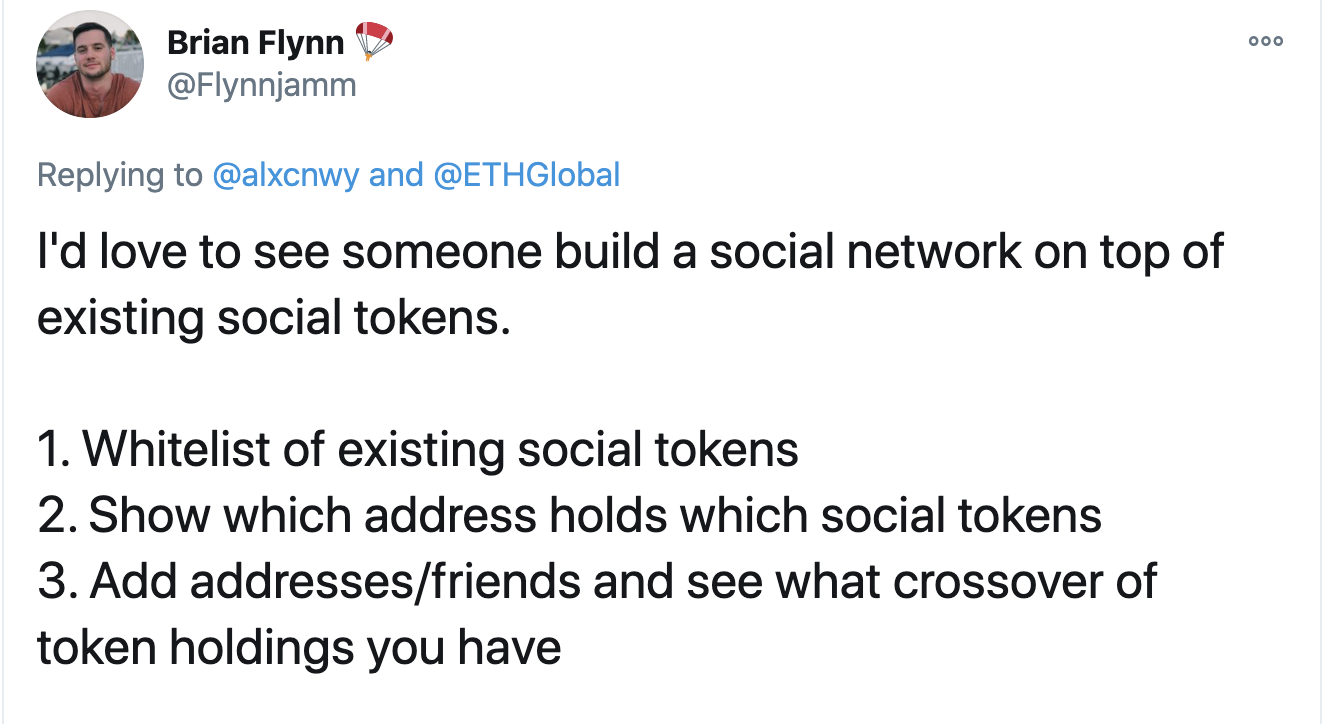 Brian Flynn 🪂
@Flynnjamm
Replying to @alxcnwy and @ETHGlobal
I'd love to see someone build a social network on top of
existing social tokens.
1. Whitelist of existing social tokens
2. Show which address holds which social tokens
3. Add addresses/friends and see what crossover of
token holdings you have